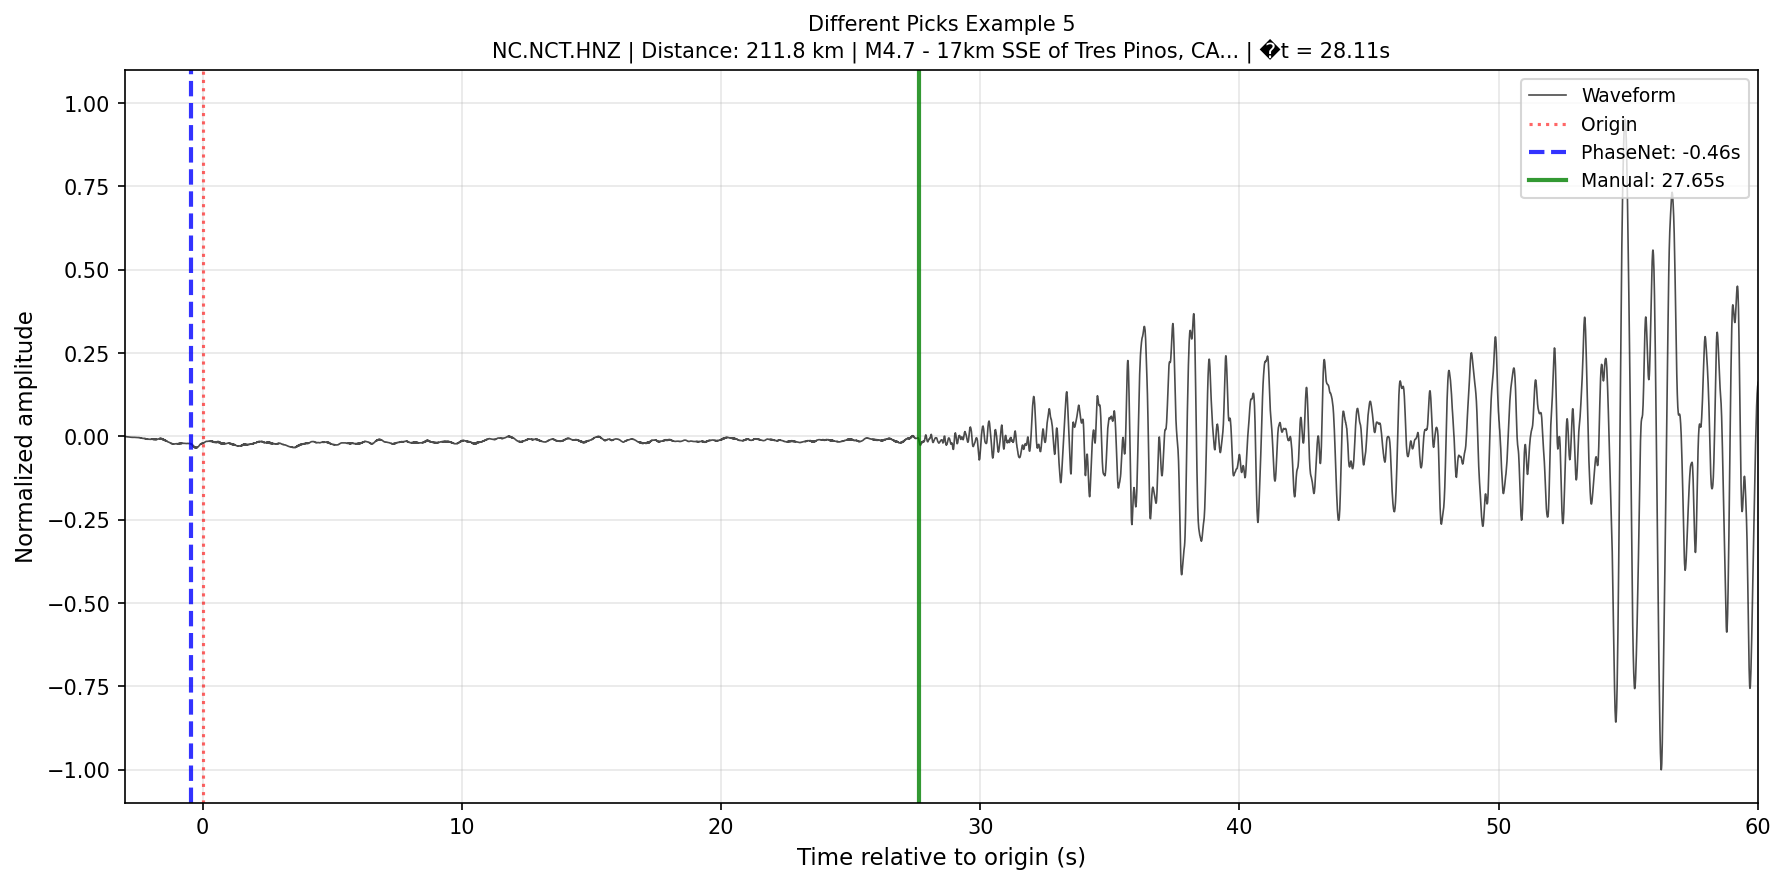 Different Picks Example 5
NC.NCT.HNZ | Distance: 211.8 km | M4.7 - 17km SSE of Tres Pinos, CA... | �t = 28.11s
Waveform
Origin
PhaseNet: -0.46s
Manual: 27.65s
Normalized amplitude
1.00
0.75
0.50
0.25
0.00
−0.25
−0.50
−0.75
−1.00
0
10
20
30
40
50
60
Time relative to origin (s)